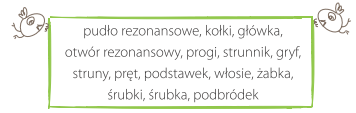 pudło rezonansowe, kołki, główka,
otwór rezonansowy, progi, strunnik, gryf,
struny, pręt, podstawek, włosie, żabka,
śrubki, śrubka, podbródek